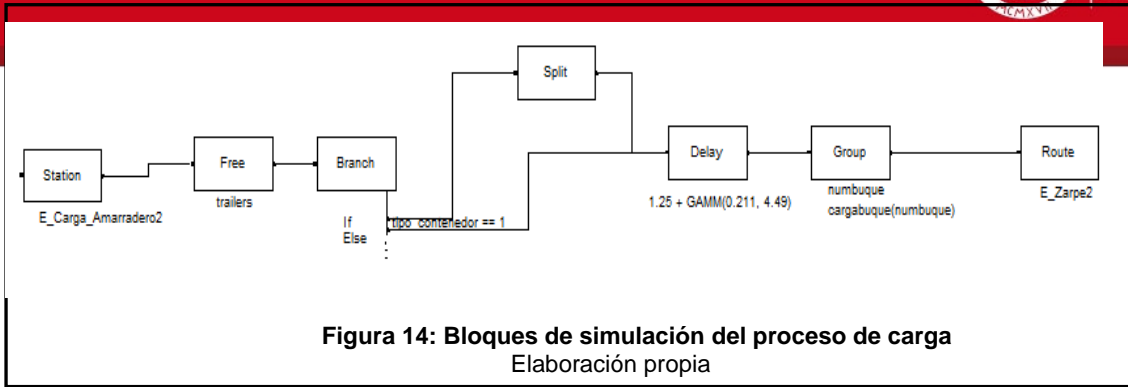 MCMXVII
Split
Station
Free
Branch
Delay
Group
Route
E_Carga_Amarradero2
trailers
If
tipo_contenedor == 1
Else
1.25 + GAMM(0.211, 4.49)
numbuque
cargabuque(numbuque)
E_Zarpe2
Figura 14: Bloques de simulación del proceso de carga
Elaboración propia